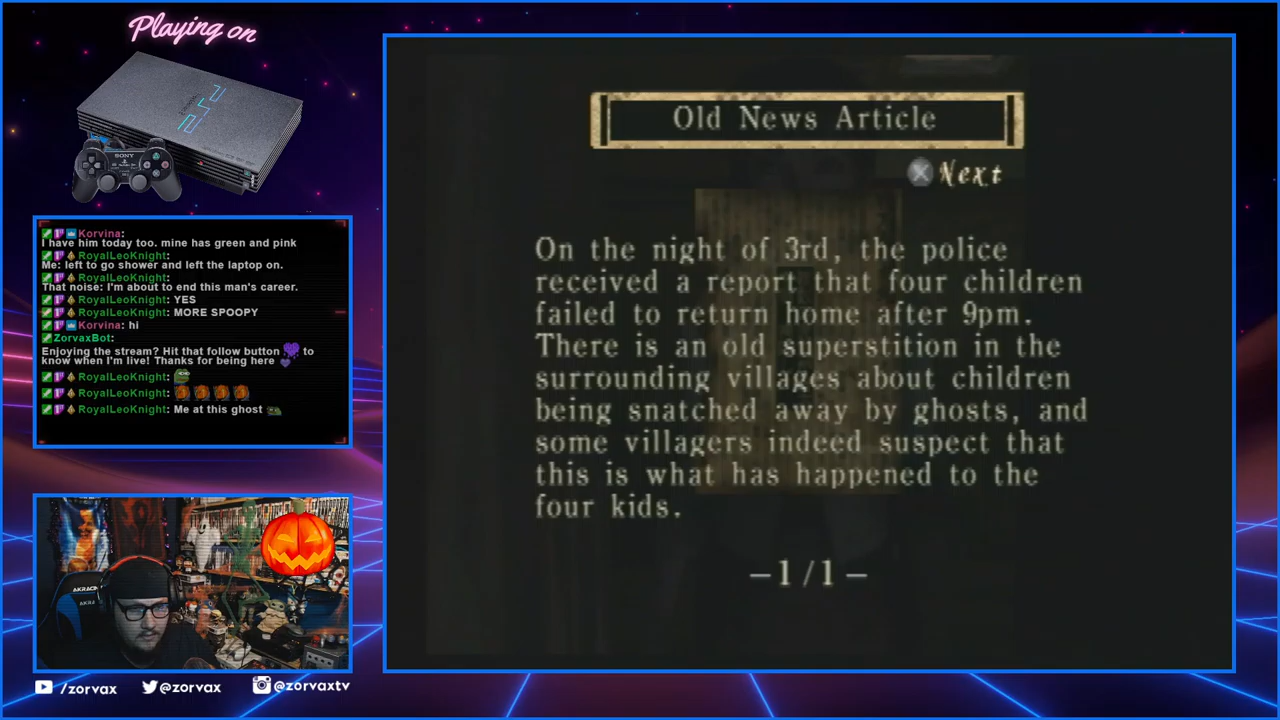 Playing on
SONY
Korvina:
I have him today too. mine has green and pink
RoyalLeoKnight:
Me: left to go shower and left the laptop on.
RoyalLeoKnight:
That noise: I'm about to end this man's career.
RoyalLeoKnight: YES
RoyalLeoKnight: MORE SPOOPY
Korvina: hi
ZorvaxBot:
Enjoying the stream? Hit that follow button to
know when I'm live! Thanks for being here
RoyalLeoKnight:
RoyalLeoKnight:
RoyalLeoKnight: Me at this ghost
AKRACING
AKRA
/zorvax
@zorvax
@zorvaxtv
Old News Article
Next
On the night of 3rd, the police
received a report that four children
failed to return home after 9pm.
There is an old superstition in the
surrounding villages about children
being snatched away by ghosts, and
some villagers indeed suspect that
this is what has happened to the
four kids.
-1/1-